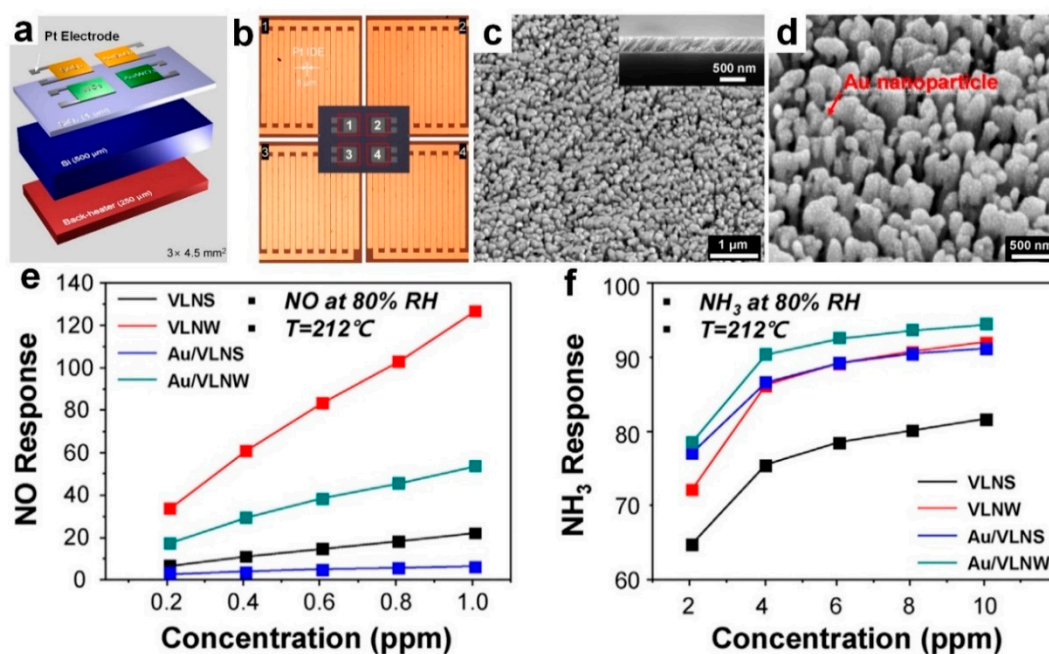 a
Pt Electrode
Si (500 μm)
Back-heater (250 μm)
3× 4.5 mm²
b
1
2
Pt IDE
1
2
3
4
3
4
c
500 nm
1 μm
d
Au nanoparticle
500 nm
e
140
120
100
80
60
40
20
0
NO Response
VLNS
VLNW
Au/VLNS
Au/VLNW
NO at 80% RH
T=212℃
0.2
0.4
0.6
0.8
1.0
Concentration (ppm)
f
100
90
80
70
60
NH₃ Response
NH₃ at 80% RH
T=212℃
VLNS
VLNW
Au/VLNS
Au/VLNW
2
4
6
8
10
Concentration (ppm)